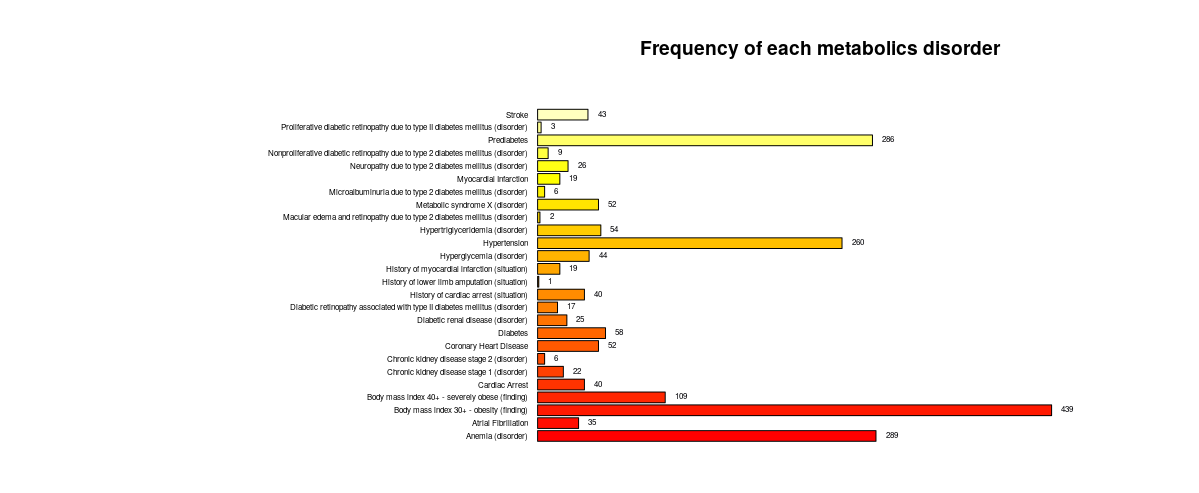 Frequency of each metabolics disorder
Stroke 43
Proliferative diabetic retinopathy due to type II diabetes mellitus (disorder) 3
Prediabetes 286
Nonproliferative diabetic retinopathy due to type 2 diabetes mellitus (disorder) 9
Neuropathy due to type 2 diabetes mellitus (disorder) 26
Myocardial Infarction 19
Microalbuminuria due to type 2 diabetes mellitus (disorder) 6
Metabolic syndrome X (disorder) 52
Macular edema and retinopathy due to type 2 diabetes mellitus (disorder) 2
Hypertriglyceridemia (disorder) 54
Hypertension 260
Hyperglycemia (disorder) 44
History of myocardial infarction (situation) 19
History of lower limb amputation (situation) 1
History of cardiac arrest (situation) 40
Diabetic retinopathy associated with type II diabetes mellitus (disorder) 17
Diabetic renal disease (disorder) 25
Diabetes 58
Coronary Heart Disease 52
Chronic kidney disease stage 2 (disorder) 6
Chronic kidney disease stage 1 (disorder) 22
Cardiac Arrest 40
Body mass index 40+ - severely obese (finding) 109
Body mass index 30+ - obesity (finding) 439
Atrial Fibrillation 35
Anemia (disorder) 289